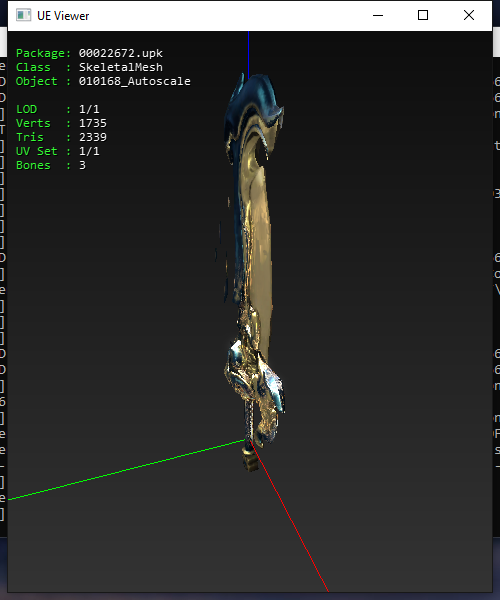 UE Viewer
Package: 00022672.upk
Class  : SkeletalMesh
Object : 010168_Autoscale
LOD    : 1/1
Verts  : 1735
Tris   : 2339
UV Set : 1/1
Bones  : 3